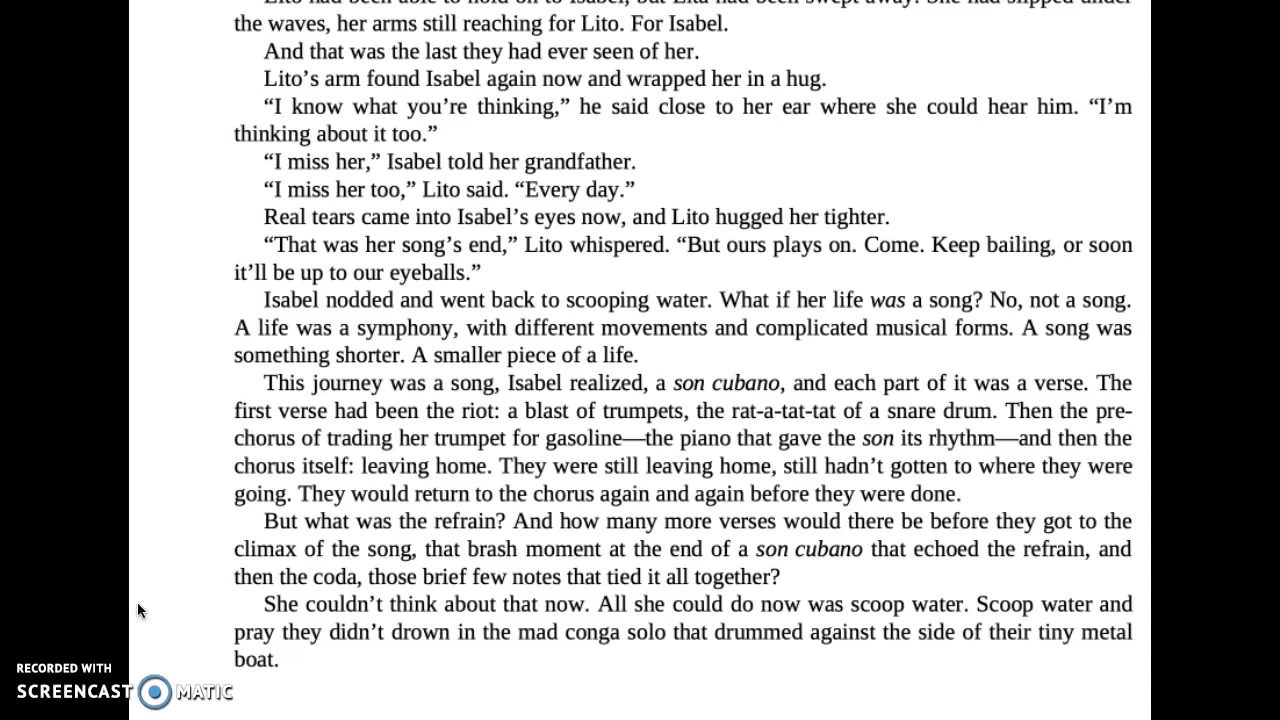 the waves, her arms still reaching for Lito. For Isabel.
And that was the last they had ever seen of her.
Lito’s arm found Isabel again now and wrapped her in a hug.
“I know what you’re thinking,” he said close to her ear where she could hear him. “I’m
thinking about it too.”
“I miss her,” Isabel told her grandfather.
“I miss her too,” Lito said. “Every day.”
Real tears came into Isabel’s eyes now, and Lito hugged her tighter.
“That was her song’s end,” Lito whispered. “But ours plays on. Come. Keep bailing, or soon
it’ll be up to our eyeballs.”
Isabel nodded and went back to scooping water. What if her life was a song? No, not a song.
A life was a symphony, with different movements and complicated musical forms. A song was
something shorter. A smaller piece of a life.
This journey was a song, Isabel realized, a son cubano, and each part of it was a verse. The
first verse had been the riot: a blast of trumpets, the rat-a-tat-tat of a snare drum. Then the pre-
chorus of trading her trumpet for gasoline—the piano that gave the son its rhythm—and then the
chorus itself: leaving home. They were still leaving home, still hadn’t gotten to where they were
going. They would return to the chorus again and again before they were done.
But what was the refrain? And how many more verses would there be before they got to the
climax of the song, that brash moment at the end of a son cubano that echoed the refrain, and
then the coda, those brief few notes that tied it all together?
She couldn’t think about that now. All she could do now was scoop water. Scoop water and
pray they didn’t drown in the mad conga solo that drummed against the side of their tiny metal
boat.
RECORDED WITH
SCREENCAST MATIC